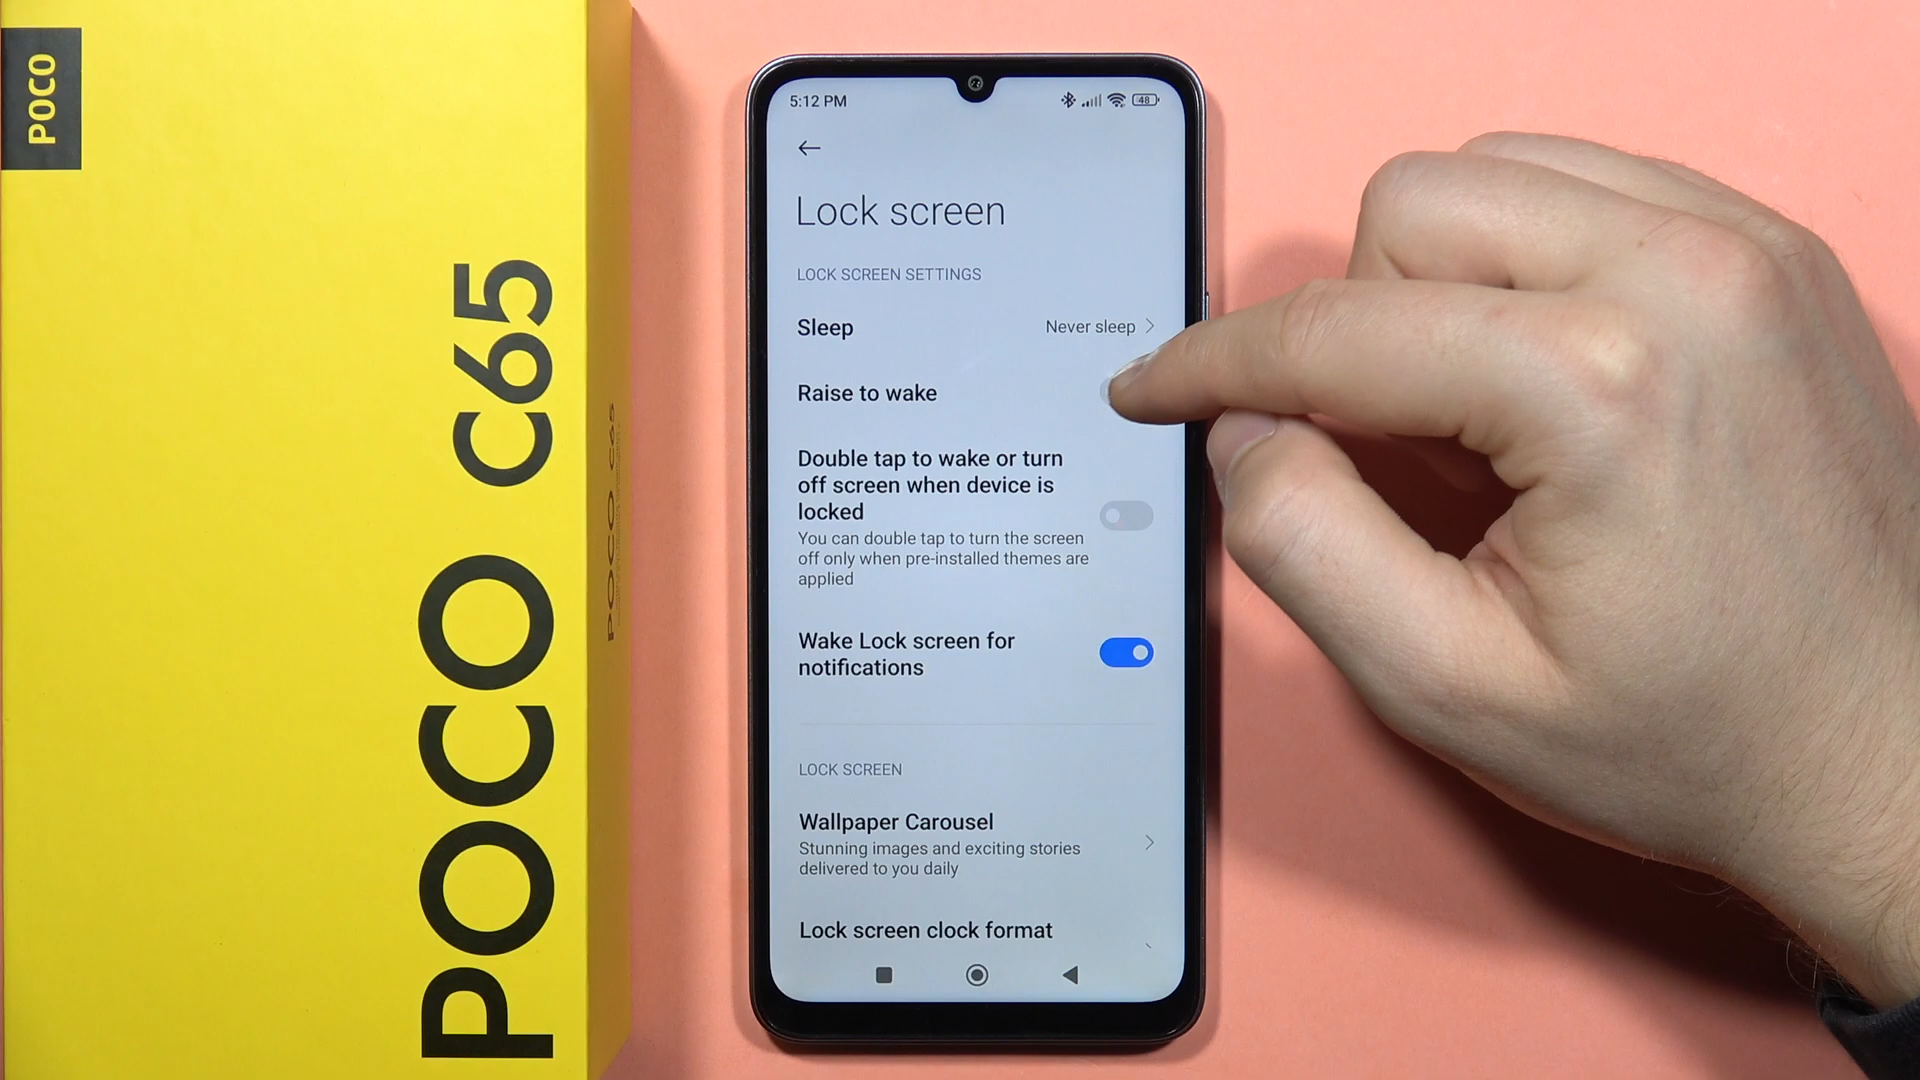 POCO
POCO C65
POCO C65
5:12 PM
48
Lock screen
LOCK SCREEN SETTINGS
Sleep
Never sleep
Raise to wake
Double tap to wake or turn
off screen when device is
locked
You can double tap to turn the screen
off only when pre-installed themes are
applied
Wake Lock screen for
notifications
LOCK SCREEN
Wallpaper Carousel
Stunning images and exciting stories
delivered to you daily
Lock screen clock format